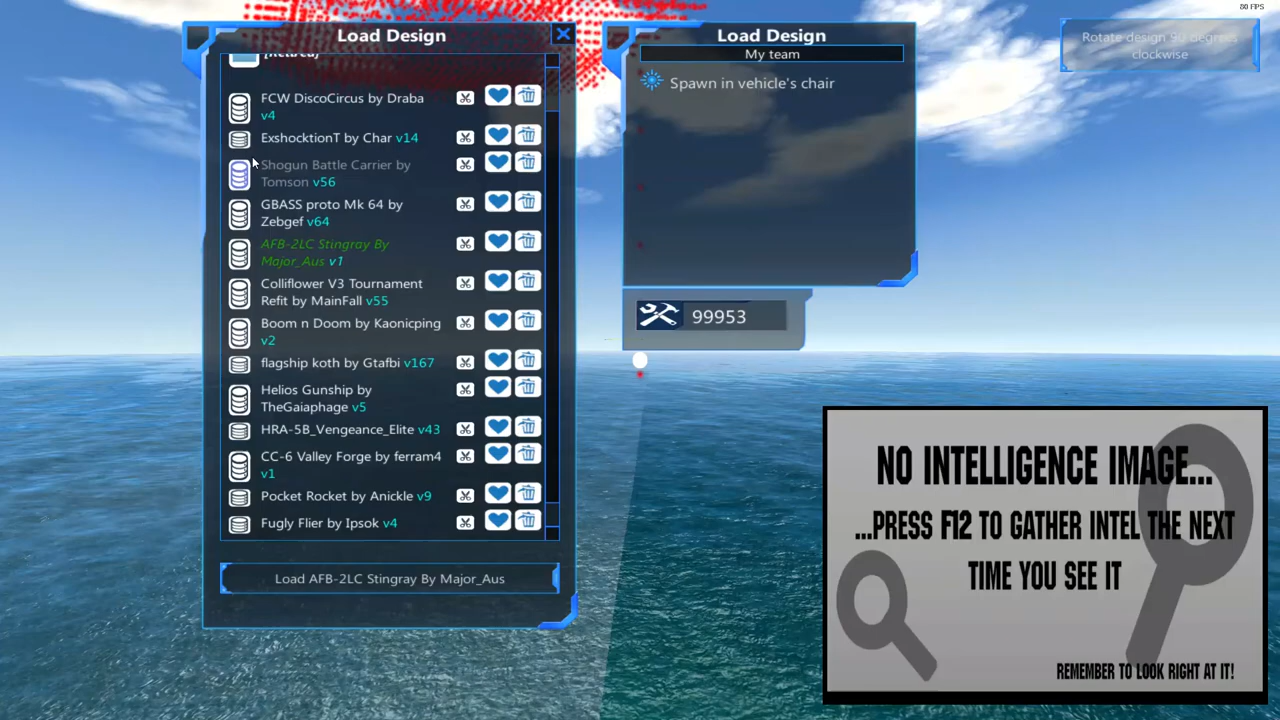 80 FPS
Load Design
FCW DiscoCircus by Draba
v4
ExshocktionT by Char v14
Shogun Battle Carrier by
Tomson v56
GBASS proto Mk 64 by
Zebgef v64
AFB-2LC Stingray By
Major_Aus v1
Colliflower V3 Tournament
Refit by MainFall v55
Boom n Doom by Kaonicping
v2
flagship koth by Gtafbi v167
Helios Gunship by
TheGaiaphage v5
HRA-5B_Vengeance_Elite v43
CC-6 Valley Forge by ferram4
v1
Pocket Rocket by Anickle v9
Fugly Flier by Ipsok v4
Load AFB-2LC Stingray By Major_Aus
Load Design
My team
Spawn in vehicle's chair
99953
Rotate design 90 degrees
clockwise
NO INTELLIGENCE IMAGE...
...PRESS F12 TO GATHER INTEL THE NEXT
TIME YOU SEE IT
REMEMBER TO LOOK RIGHT AT IT!